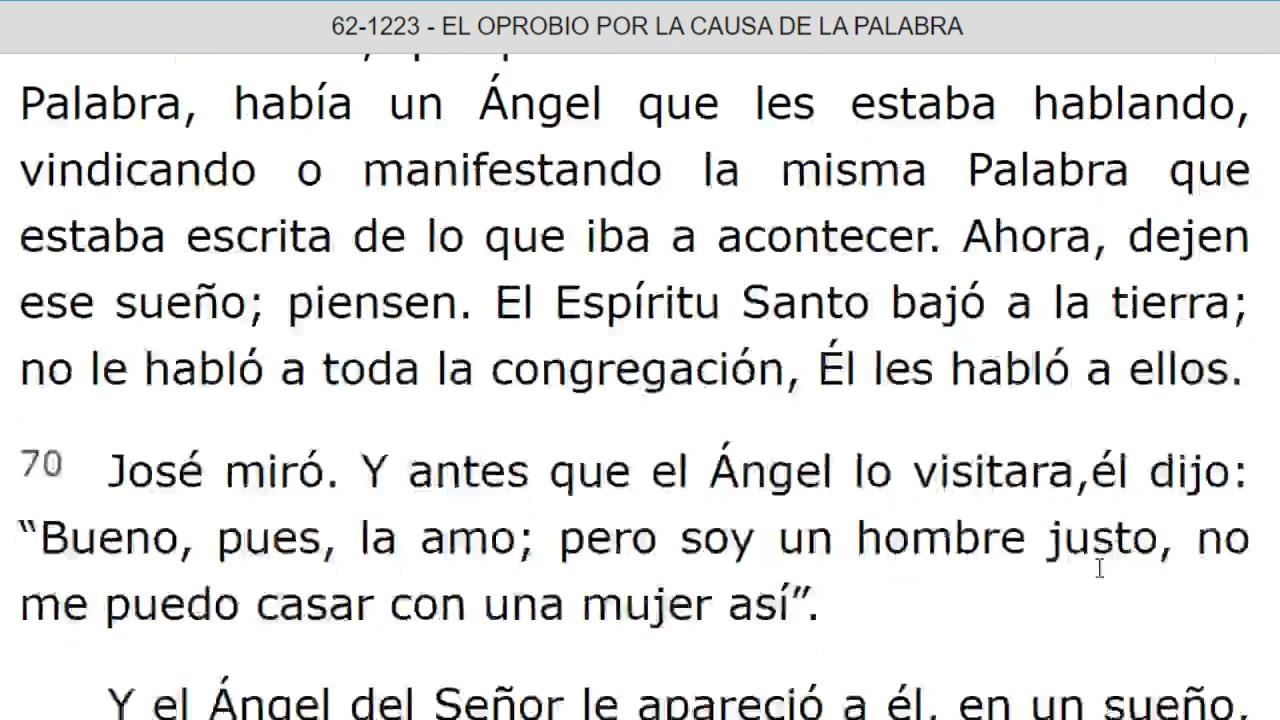 62-1223 - EL OPROBIO POR LA CAUSA DE LA PALABRA
Palabra, había un Ángel que les estaba hablando,
vindicando o manifestando la misma Palabra que
estaba escrita de lo que iba a acontecer. Ahora, dejen
ese sueño; piensen. El Espíritu Santo bajó a la tierra;
no le habló a toda la congregación, Él les habló a ellos.
70 José miró. Y antes que el Ángel lo visitara,él dijo:
“Bueno, pues, la amo; pero soy un hombre justo, no
me puedo casar con una mujer así”.
Y el Ángel del Señor le apareció a él, en un sueño,